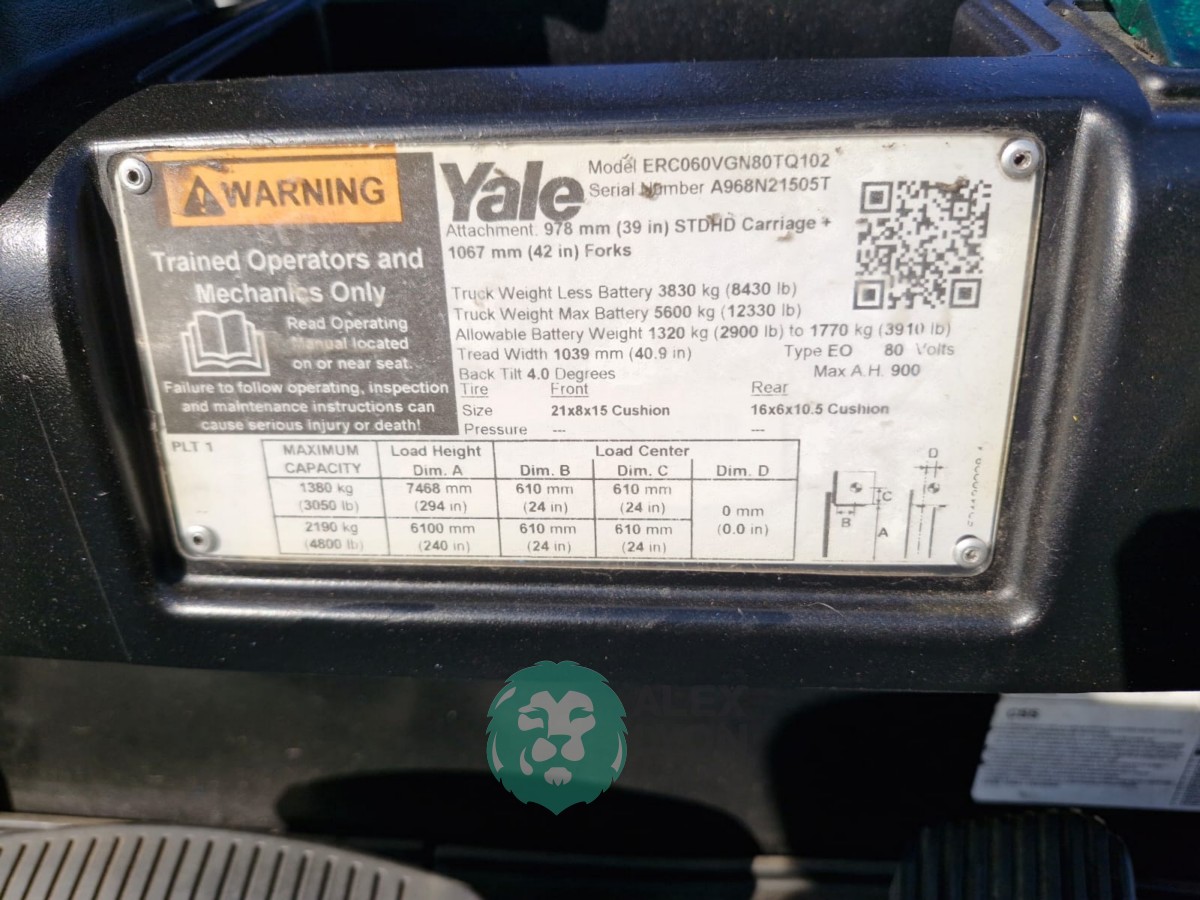 WARNING
Trained Operators and
Mechanics Only
Read Operating
Manual located
on or near seat.
Failure to follow operating, inspection
and maintenance instructions can
cause serious injury or death!
Yale
Model ERC060VGN80TQ102
Serial Number A968N21505T
Attachment. 978 mm (39 in) STDHD Carriage +
1067 mm (42 in) Forks
Truck Weight Less Battery 3830 kg (8430 lb)
Truck Weight Max Battery 5600 kg (12330 lb)
Allowable Battery Weight 1320 kg (2900 lb) to 1770 kg (3910 lb)
Tread Width 1039 mm (40.9 in) Type EO 80 Volts
Back Tilt 4.0 Degrees Max A.H. 900
Tire Front Rear
Size 21x8x15 Cushion 16x6x10.5 Cushion
Pressure --- ---
PLT 1
MAXIMUM CAPACITY Load Height Load Center
Dim. A Dim. B Dim. C Dim. D
1380 kg 7468 mm 610 mm 610 mm
(3050 lb) (294 in) (24 in) (24 in) 0 mm
2190 kg 6100 mm 610 mm 610 mm (0.0 in)
(4800 lb) (240 in) (24 in) (24 in)
D
C
B
A
ALEX